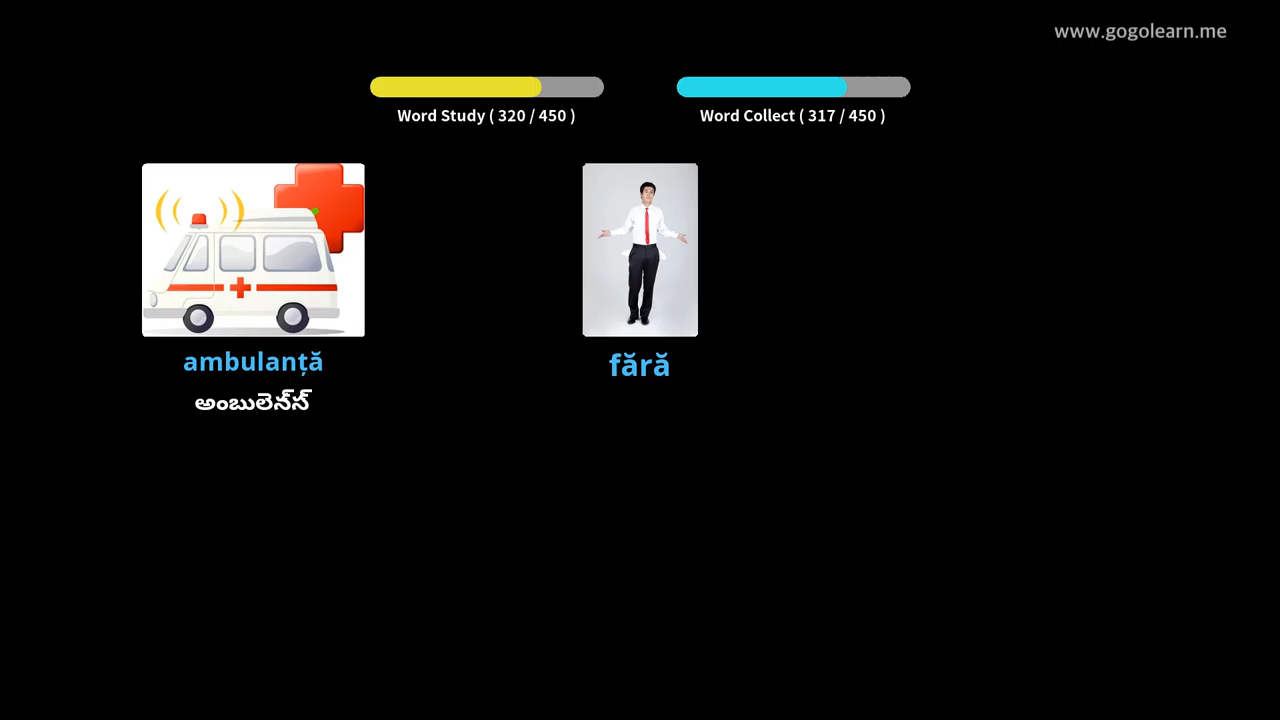 www.gogolearn.me
Word Study ( 320 / 450 )
Word Collect ( 317 / 450 )
ambulanță
fără
అంబులెన్స్